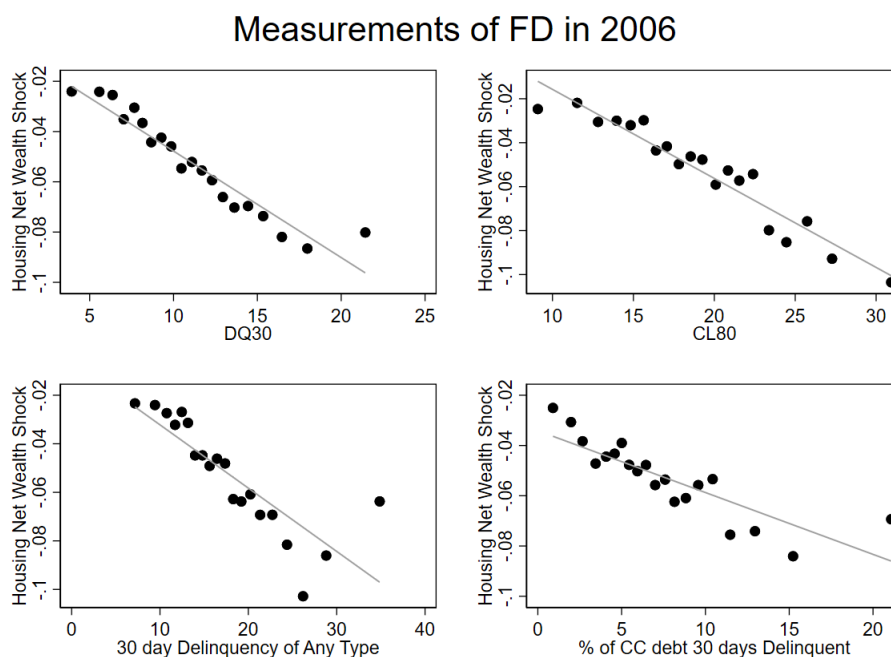 Measurements of FD in 2006
Housing Net Wealth Shock
-.02
-.04
-.06
-.08
-.1
5 10 15 20 25
DQ30
Housing Net Wealth Shock
-.02
-.04
-.06
-.08
-.1
10 15 20 25 30
CL80
Housing Net Wealth Shock
-.02
-.04
-.06
-.08
-.1
0 10 20 30 40
30 day Delinquency of Any Type
Housing Net Wealth Shock
-.02
-.04
-.06
-.08
-.1
0 5 10 15 20
% of CC debt 30 days Delinquent